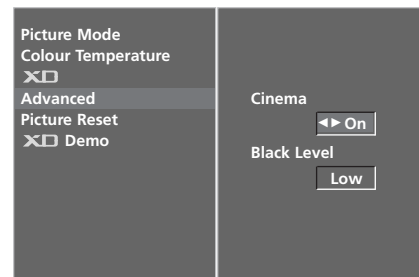 Picture Mode
Colour Temperature
XD
Advanced
Picture Reset
XD Demo
Cinema
◀▶ On
Black Level
Low